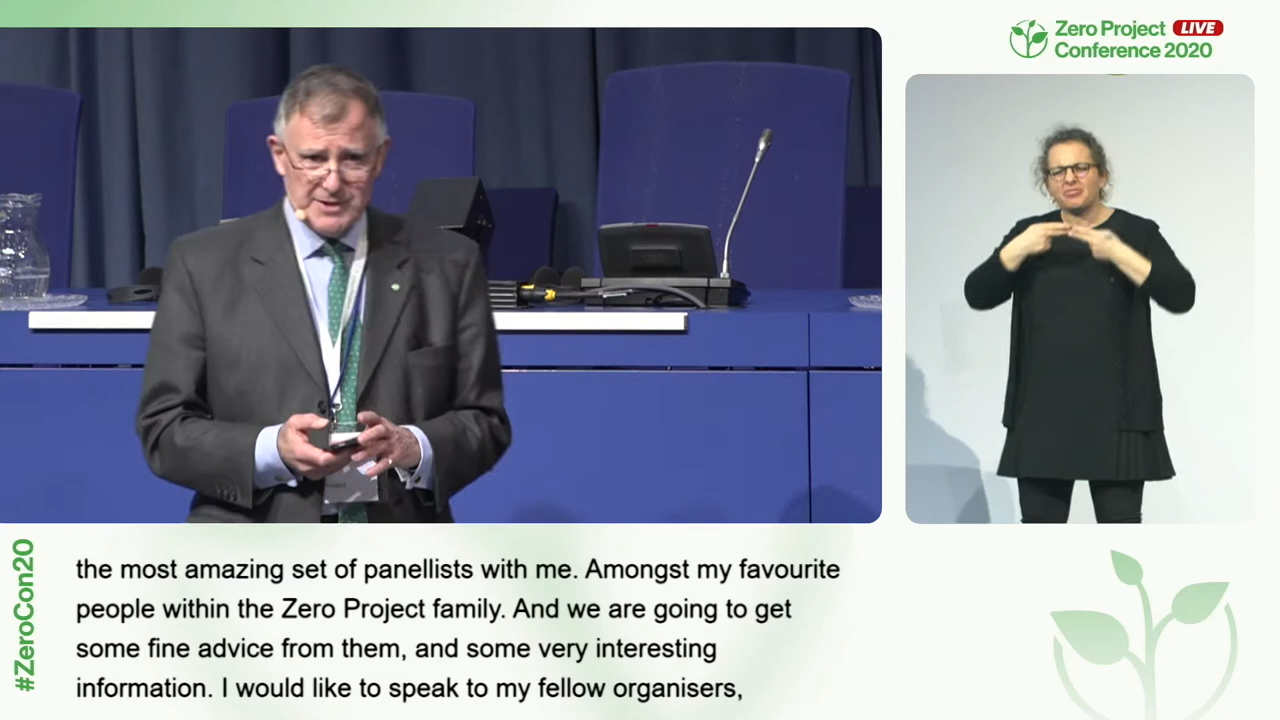 Zero Project LIVE
Conference 2020
#ZeroCon20
the most amazing set of panellists with me. Amongst my favourite
people within the Zero Project family. And we are going to get
some fine advice from them, and some very interesting
information. I would like to speak to my fellow organisers,